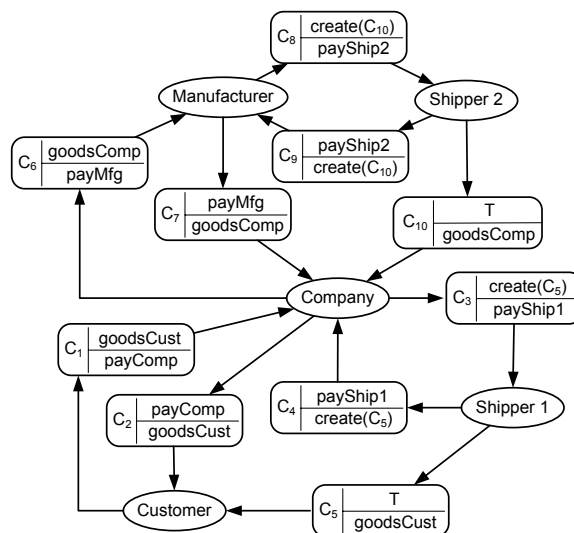 C₈ create(C₁₀)
payShip2
Manufacturer
Shipper 2
C₆ goodsComp
payMfg
C₉ payShip2
create(C₁₀)
C₇ payMfg
goodsComp
C₁₀ T
goodsComp
Company
C₃ create(C₅)
payShip1
C₁ goodsCust
payComp
C₂ payComp
goodsCust
C₄ payShip1
create(C₅)
Shipper 1
Customer
C₅ T
goodsCust